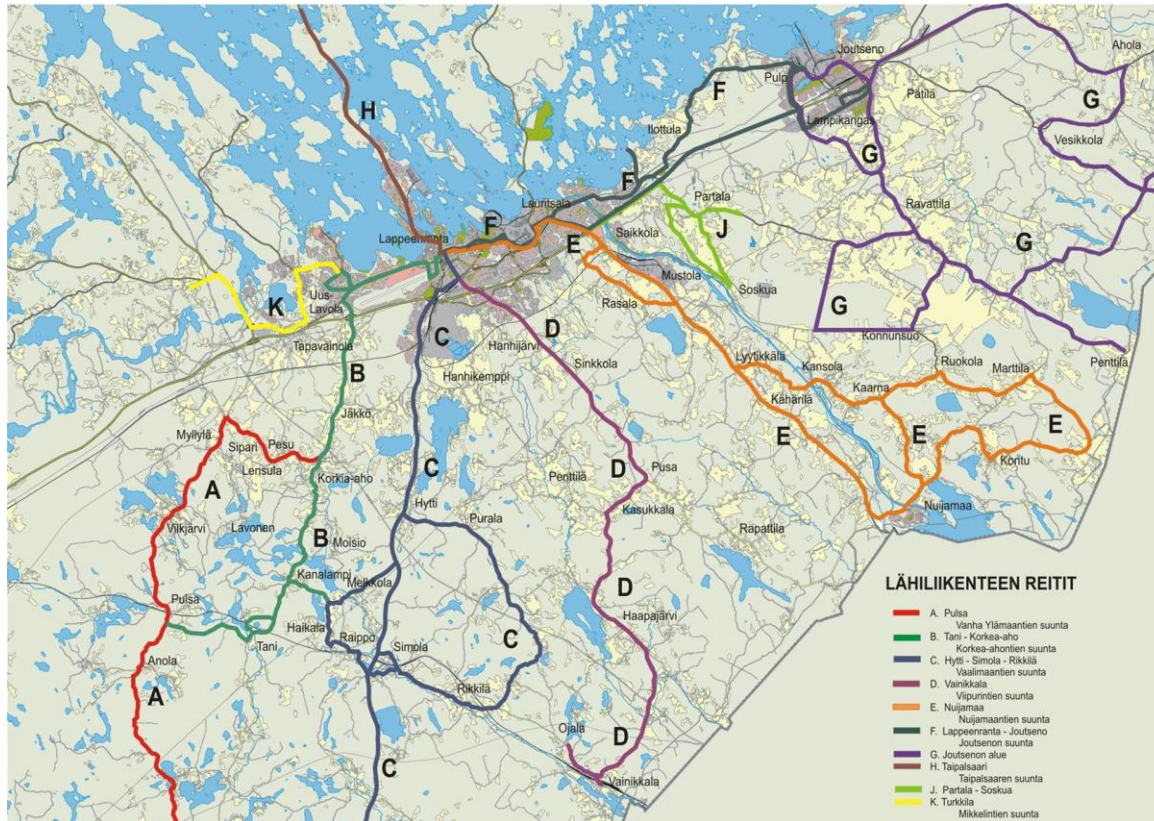 Joutseno
Ahola
Pulp
H
F
Pätilä
G
Lampikangas
Ilottula
Vesikkola
G
F
Partala
Lauritsala
Ravattila
F
J
Lappeenranta
Saikkola
E
G
Mustola
K
Uus-
Lavola
Soskua
Rasala
G
C
D
Tapavainola
Hanhijärvi
Konnunsuo
Sinkkola
Lyytikkälä
Kansola
Ruokola
Marttila
Penttilä
B
Hanhikemppi
Kähärilä
Kaarna
Jäkkö
E
E
E
Myllylä
Sipari
Pesu
Lensula
Kontu
C
D
Pusa
A
Korkia-aho
Penttilä
Hytti
Kasukkala
Nuijamaa
Vilkjärvi
Lavonen
Purala
Rapattila
B
Moisio
Kanalampi
Melkkola
D
Pulsa
Haapajärvi
Haikala
Raippo
C
Tani
Simola
Anola
A
Rikkilä
Ojala
D
C
Vainikkala
LÄHILIIKENTEEN REITIT
A. Pulsa
Vanha Ylämaantien suunta
B. Tani - Korkea-aho
Korkea-ahontien suunta
C. Hytti - Simola - Rikkilä
Vaalimaantien suunta
D. Vainikkala
Viipurintien suunta
E. Nuijamaa
Nuijamaantien suunta
F. Lappeenranta - Joutseno
Joutsenon suunta
G. Joutsenon alue
H. Taipalsaari
Taipalsaaren suunta
J. Partala - Soskua
K. Turkkila
Mikkelintien suunta